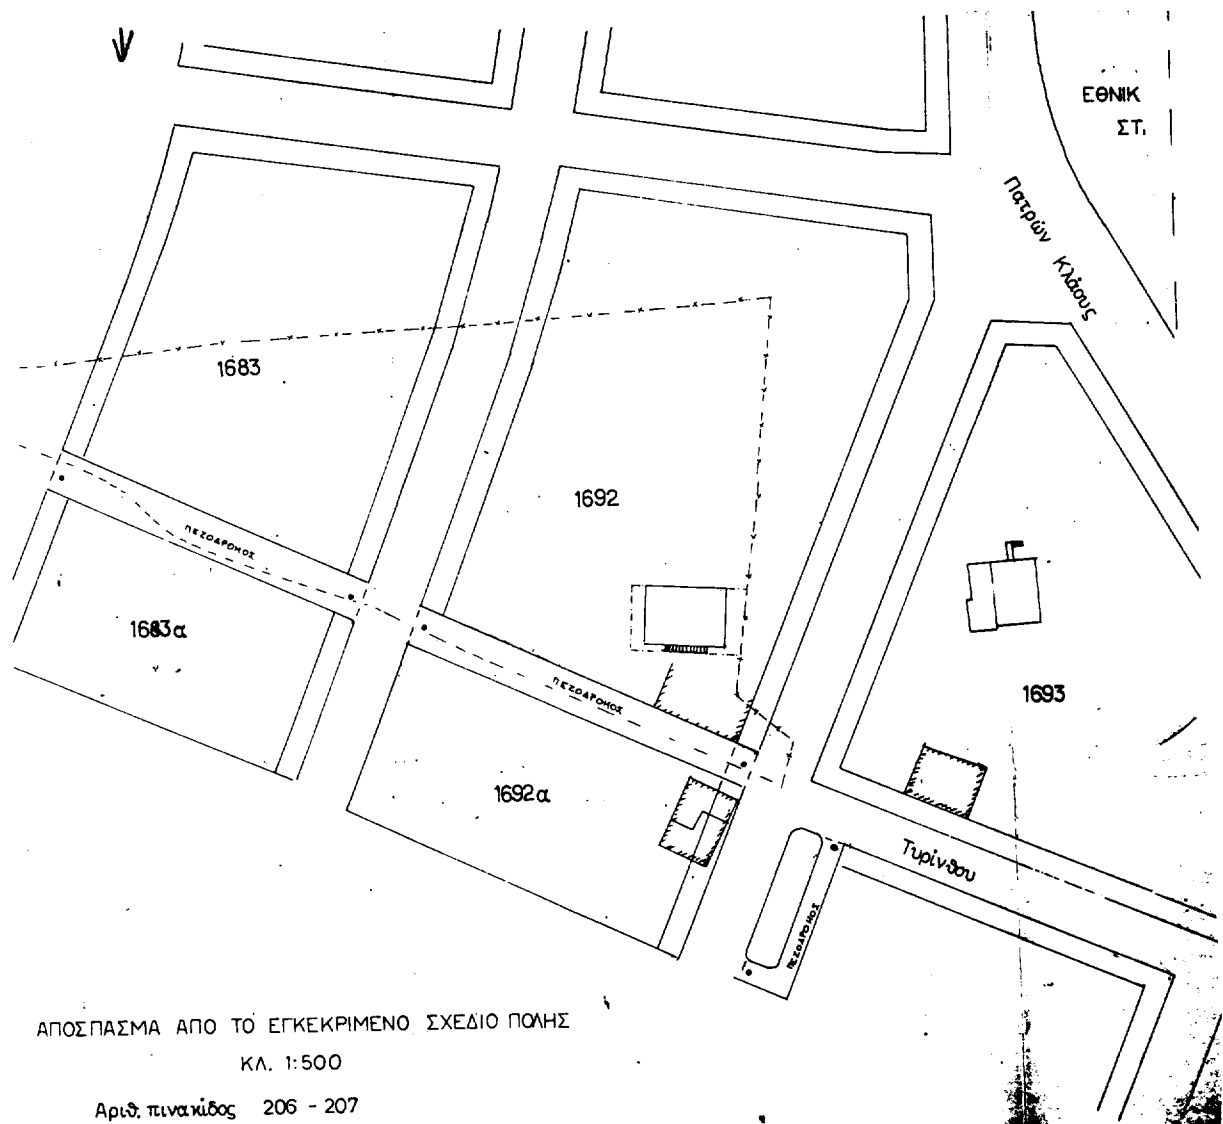 ΕΘΝΙΚ
ΣΤ.
Πατρών Κλάους
1683
1692
ΠΕΖΟΔΡΟΜΟΣ
1683α
ΠΕΖΟΔΡΟΜΟΣ
1693
1692α
Τυρίνθου
ΠΕΖΟΔΡΟΜΟΣ
ΑΠΟΣΠΑΣΜΑ ΑΠΟ ΤΟ ΕΓΚΕΚΡΙΜΕΝΟ ΣΧΕΔΙΟ ΠΟΛΗΣ
ΚΛ. 1:500
Αριθ. πινακίδος 206 - 207